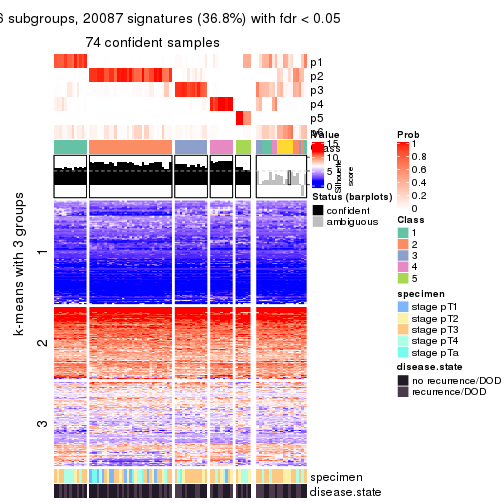 6 subgroups, 20087 signatures (36.8%) with fdr < 0.05
74 confident samples
p1
p2
p3
p4
p5
p6
Value
15
10
5
0
Class
Silhouette
score
Status (barplots)
confident
ambiguous
k-means with 3 groups
1
2
3
specimen
disease.state
Prob
1
0.8
0.6
0.4
0.2
0
Class
1
2
3
4
5
specimen
stage pT1
stage pT2
stage pT3
stage pT4
stage pTa
disease.state
no recurrence/DOD
recurrence/DOD